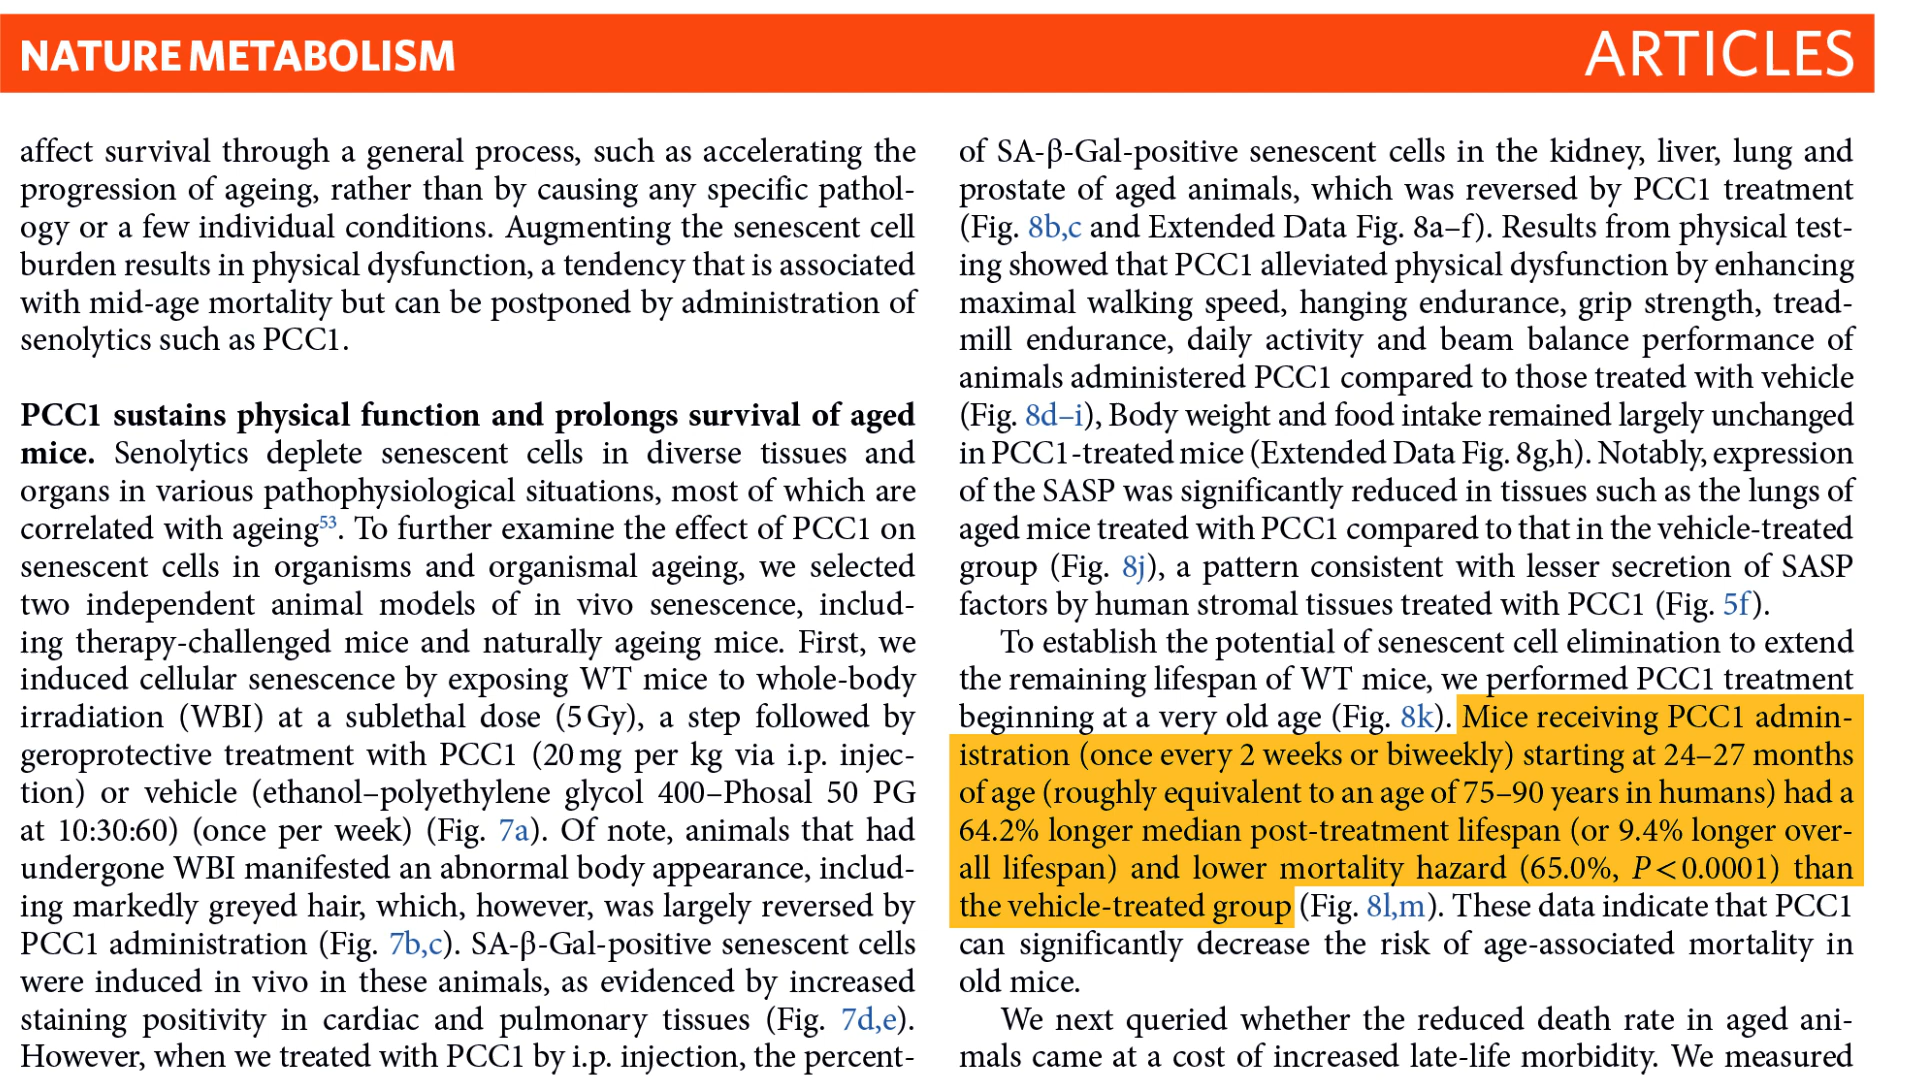 NATURE METABOLISM
ARTICLES
affect survival through a general process, such as accelerating the
progression of ageing, rather than by causing any specific pathol-
ogy or a few individual conditions. Augmenting the senescent cell
burden results in physical dysfunction, a tendency that is associated
with mid-age mortality but can be postponed by administration of
senolytics such as PCC1.
PCC1 sustains physical function and prolongs survival of aged
mice. Senolytics deplete senescent cells in diverse tissues and
organs in various pathophysiological situations, most of which are
correlated with ageing⁵³. To further examine the effect of PCC1 on
senescent cells in organisms and organismal ageing, we selected
two independent animal models of in vivo senescence, includ-
ing therapy-challenged mice and naturally ageing mice. First, we
induced cellular senescence by exposing WT mice to whole-body
irradiation (WBI) at a sublethal dose (5 Gy), a step followed by
geroprotective treatment with PCC1 (20 mg per kg via i.p. injec-
tion) or vehicle (ethanol–polyethylene glycol 400–Phosal 50 PG
at 10:30:60) (once per week) (Fig. 7a). Of note, animals that had
undergone WBI manifested an abnormal body appearance, includ-
ing markedly greyed hair, which, however, was largely reversed by
PCC1 administration (Fig. 7b,c). SA-β-Gal-positive senescent cells
were induced in vivo in these animals, as evidenced by increased
staining positivity in cardiac and pulmonary tissues (Fig. 7d,e).
However, when we treated with PCC1 by i.p. injection, the percent-
of SA-β-Gal-positive senescent cells in the kidney, liver, lung and
prostate of aged animals, which was reversed by PCC1 treatment
(Fig. 8b,c and Extended Data Fig. 8a–f). Results from physical test-
ing showed that PCC1 alleviated physical dysfunction by enhancing
maximal walking speed, hanging endurance, grip strength, tread-
mill endurance, daily activity and beam balance performance of
animals administered PCC1 compared to those treated with vehicle
(Fig. 8d–i), Body weight and food intake remained largely unchanged
in PCC1-treated mice (Extended Data Fig. 8g,h). Notably, expression
of the SASP was significantly reduced in tissues such as the lungs of
aged mice treated with PCC1 compared to that in the vehicle-treated
group (Fig. 8j), a pattern consistent with lesser secretion of SASP
factors by human stromal tissues treated with PCC1 (Fig. 5f).
To establish the potential of senescent cell elimination to extend
the remaining lifespan of WT mice, we performed PCC1 treatment
beginning at a very old age (Fig. 8k). Mice receiving PCC1 admin-
istration (once every 2 weeks or biweekly) starting at 24–27 months
of age (roughly equivalent to an age of 75–90 years in humans) had a
64.2% longer median post-treatment lifespan (or 9.4% longer over-
all lifespan) and lower mortality hazard (65.0%, P < 0.0001) than
the vehicle-treated group (Fig. 8l,m). These data indicate that PCC1
can significantly decrease the risk of age-associated mortality in
old mice.
We next queried whether the reduced death rate in aged ani-
mals came at a cost of increased late-life morbidity. We measured